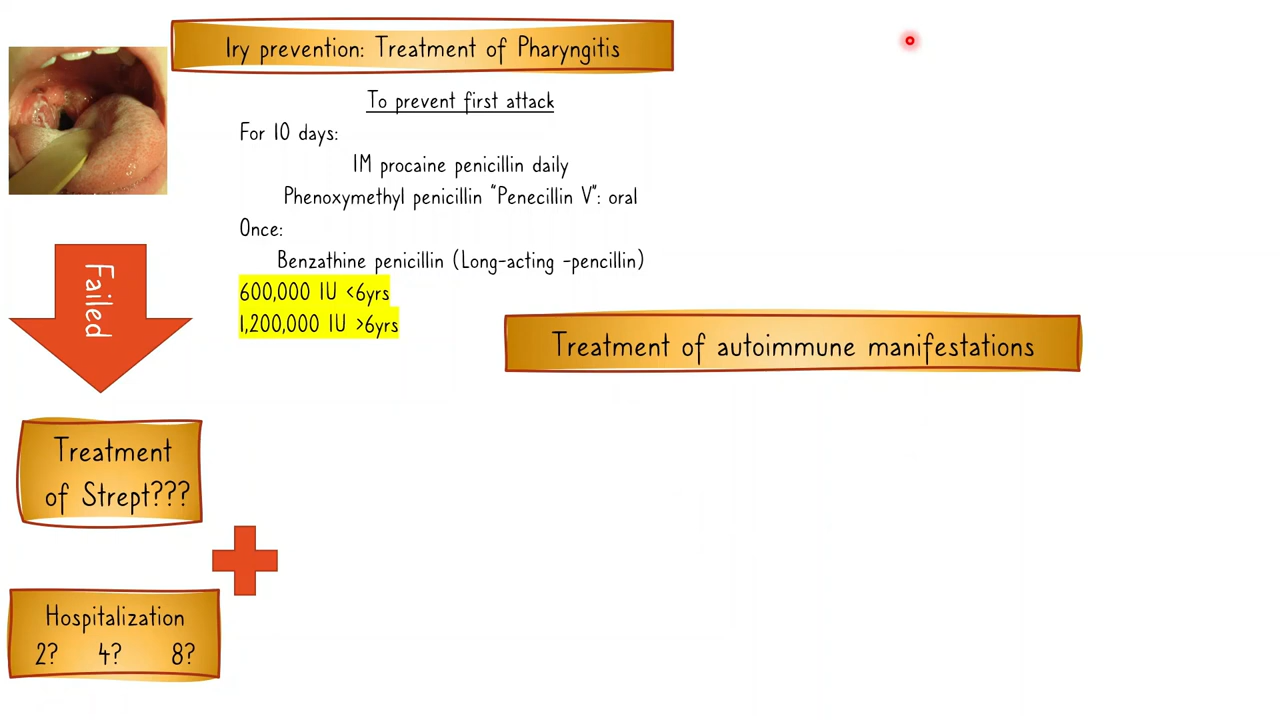 Iry prevention: Treatment of Pharyngitis
To prevent first attack
For 10 days:
IM procaine penicillin daily
Phenoxymethyl penicillin "Penecillin V": oral
Once:
Benzathine penicillin (Long-acting -pencillin)
600,000 IU <6yrs
1,200,000 IU >6yrs
Failed
Treatment of autoimmune manifestations
Treatment
of Strept???
Hospitalization
2? 4? 8?